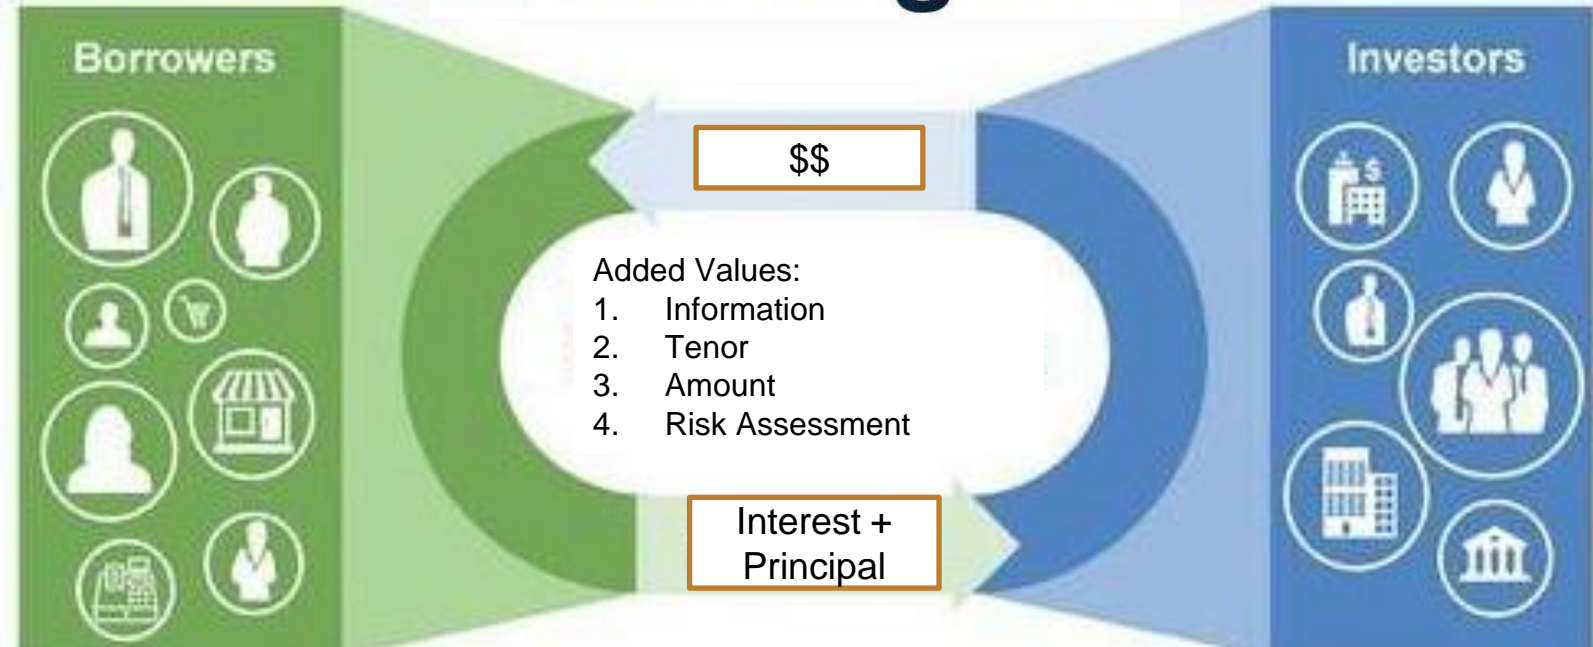 Borrowers
Investors
$$
Added Values:
1. Information
2. Tenor
3. Amount
4. Risk Assessment
Interest +
Principal
$